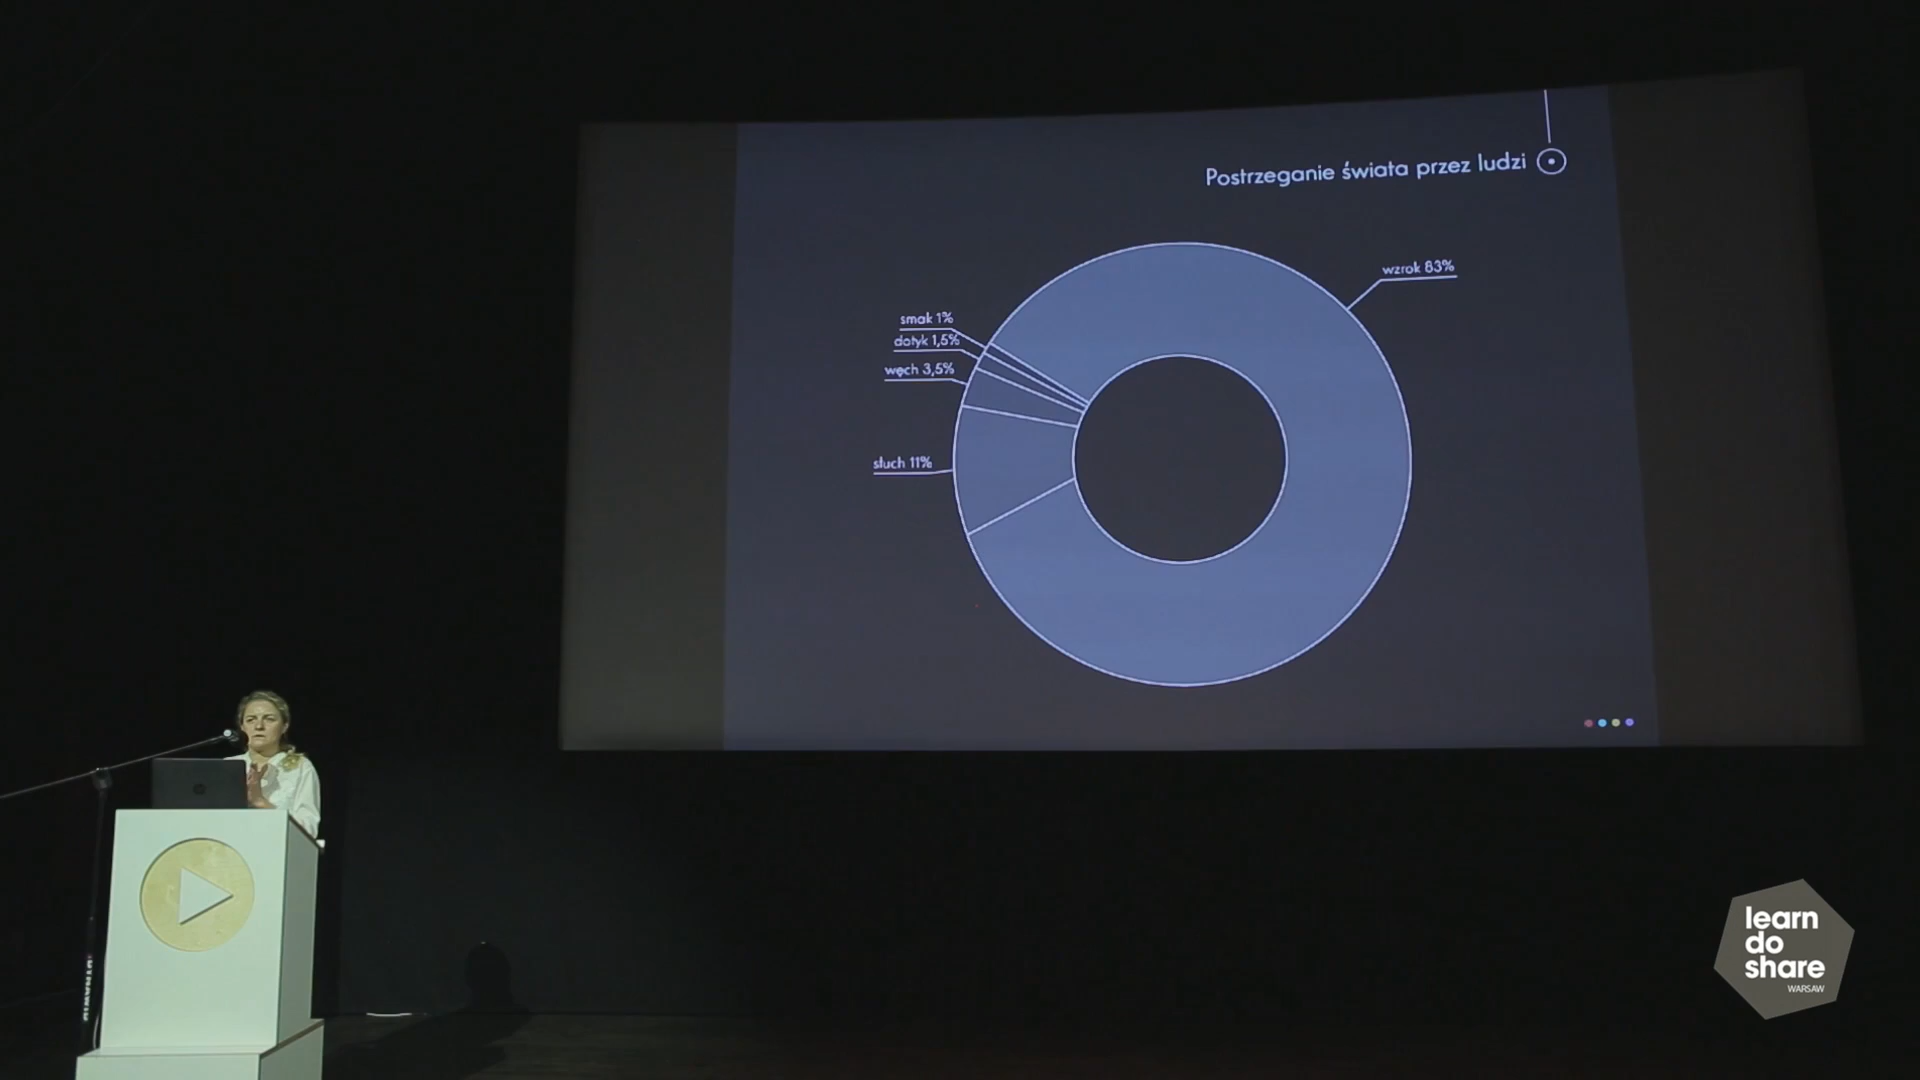 Postrzeganie świata przez ludzi
wzrok 83%
smak 1%
dotyk 1,5%
węch 3,5%
słuch 11%
learn
do
share
WARSAW